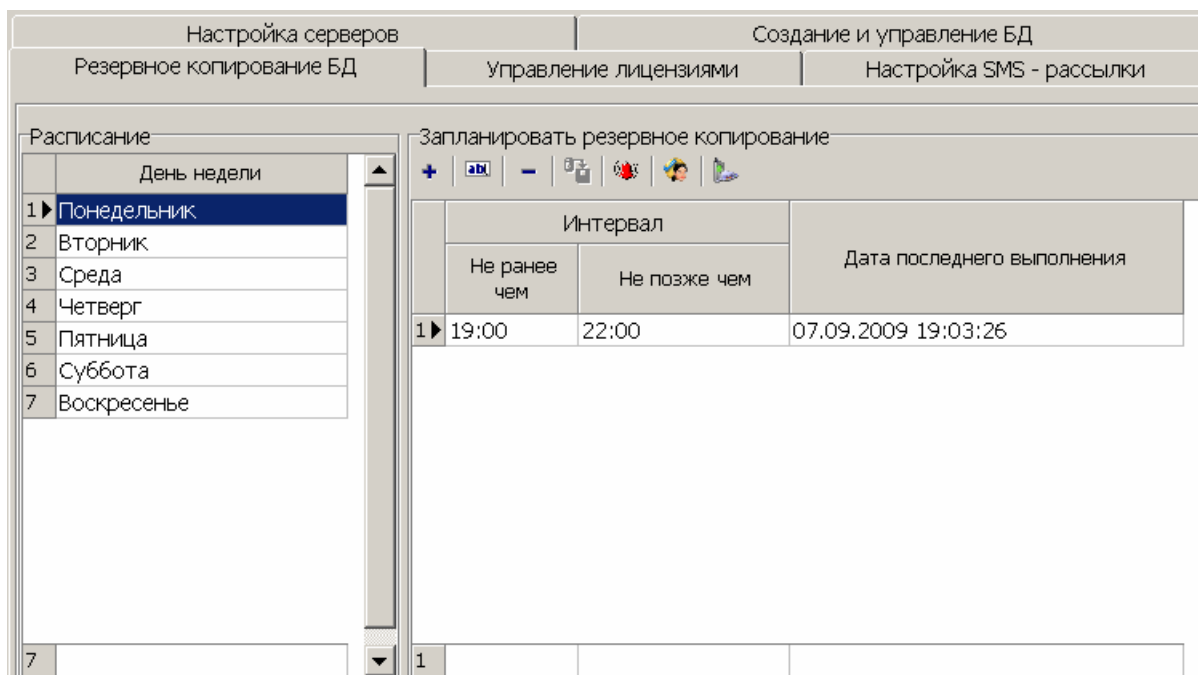 Настройка серверов
Создание и управление БД
Резервное копирование БД
Управление лицензиями
Настройка SMS - рассылки
Расписание
День недели
1 Понедельник
2 Вторник
3 Среда
4 Четверг
5 Пятница
6 Суббота
7 Воскресенье
7
Запланировать резервное копирование
ab
Интервал
Дата последнего выполнения
Не ранее
чем
Не позже чем
1 19:00 22:00 07.09.2009 19:03:26
1